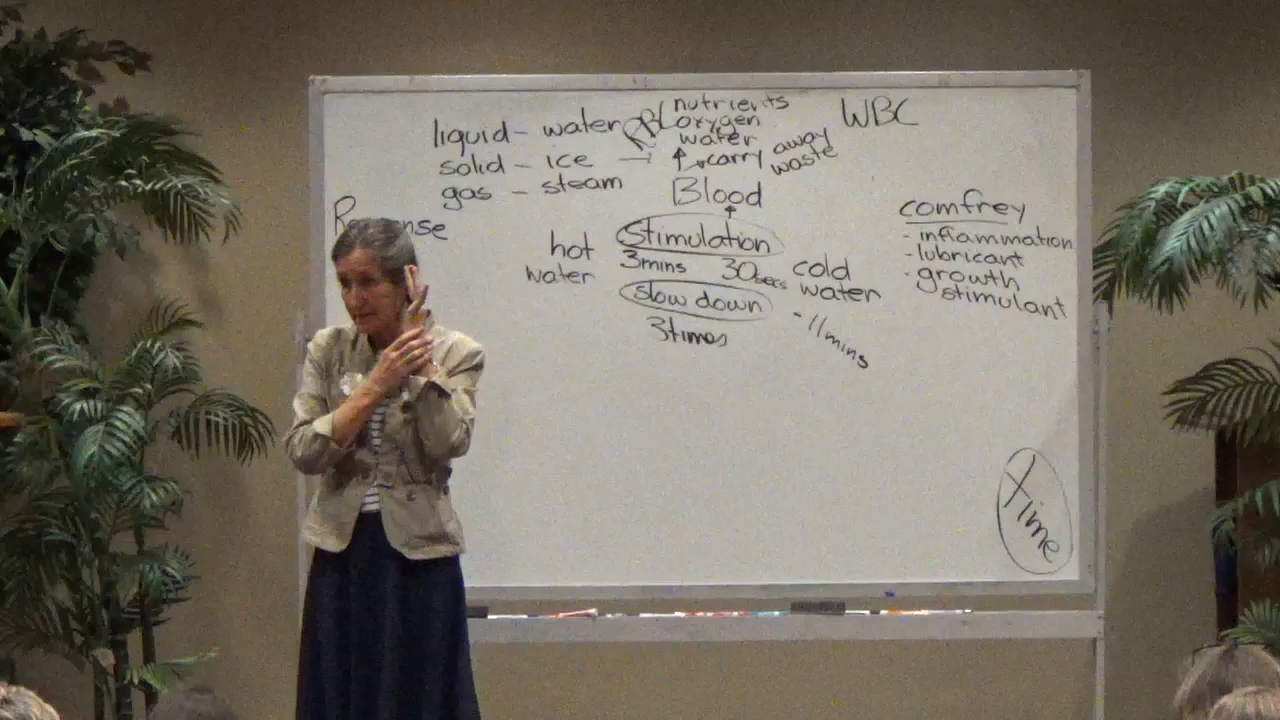 liquid - water
solid - ice →
gas - steam
nutrients
RBC oxygen
water
carry away waste
Blood
WBC
hot water
Stimulation
3mins 30secs
slow down
3times
cold water
- 11mins
comfrey
- inflammation
- lubricant
- growth stimulant
Time